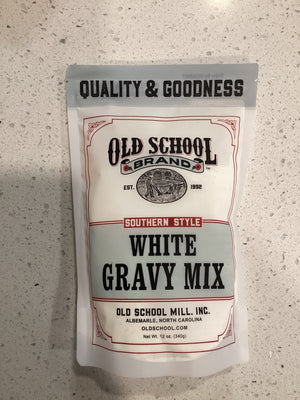 QUALITY & GOODNESS
OLD SCHOOL
BRAND
EST. 1992
SOUTHERN STYLE
WHITE
GRAVY MIX
OLD SCHOOL MILL, INC.
ALBEMARLE, NORTH CAROLINA
OLDSCHOOL.COM
Net Wt. 12 oz. (340g)